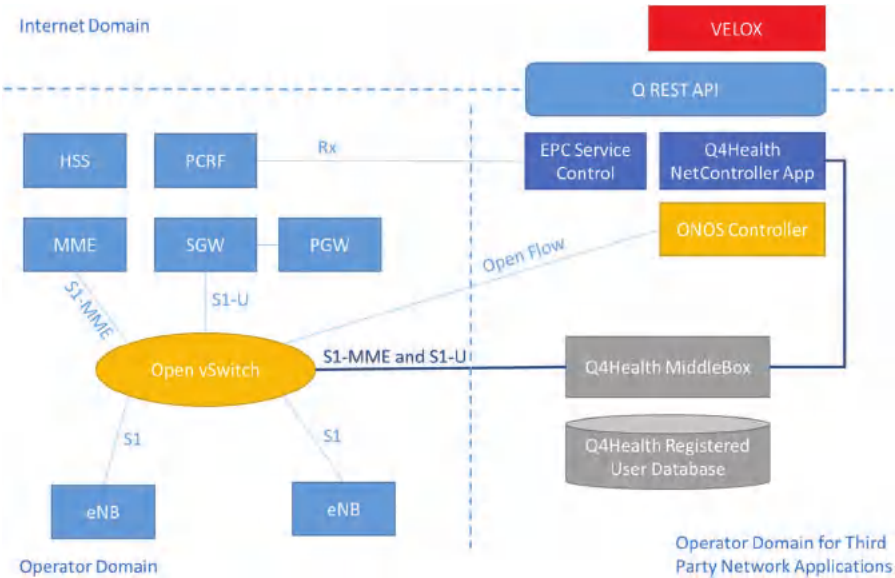 Internet Domain
VELOX
Q REST API
HSS
PCRF
Rx
EPC Service
Control
Q4Health
NetController App
MME
SGW
PGW
ONOS Controller
Open Flow
S1-MME
S1-U
Open vSwitch
S1-MME and S1-U
Q4Health MiddleBox
S1
S1
Q4Health Registered
User Database
eNB
eNB
Operator Domain
Operator Domain for Third
Party Network Applications